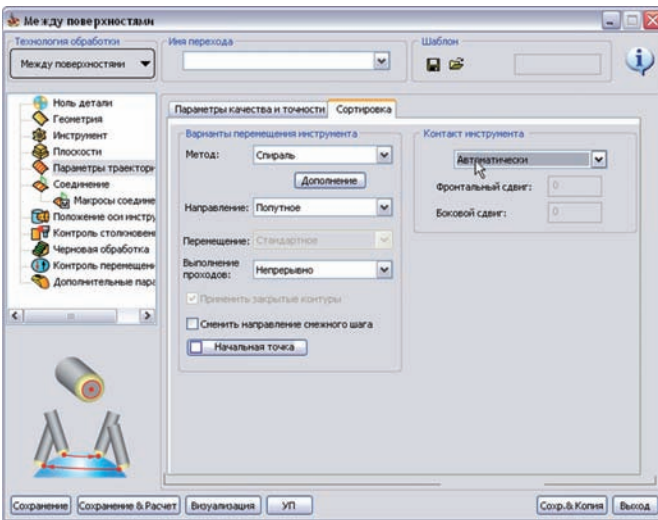 Между поверхностями
Технология обработки
Между поверхностями
Имя перехода
Шаблон
Ноль детали
Геометрия
Инструмент
Плоскости
Параметры траектори
Соединение
Макросы соедине
Положение оси инстру
Контроль столкновен
Черновая обработка
Контроль перемещен
Дополнительные пара
Параметры качества и точности
Сортировка
Варианты перемещения инструмента
Метод:
Спираль
Дополнение
Направление:
Попутное
Перемещение:
Стандартное
Выполнение проходов:
Непрерывно
Применить закрытые контуры
Сменить направление смежного шага
Начальная точка
Контакт инструмента
Автоматически
Фронтальный сдвиг:
0
Боковой сдвиг:
0
Сохранение
Сохранение & Расчет
Визуализация
УП
Сохр.& Копия
Выход